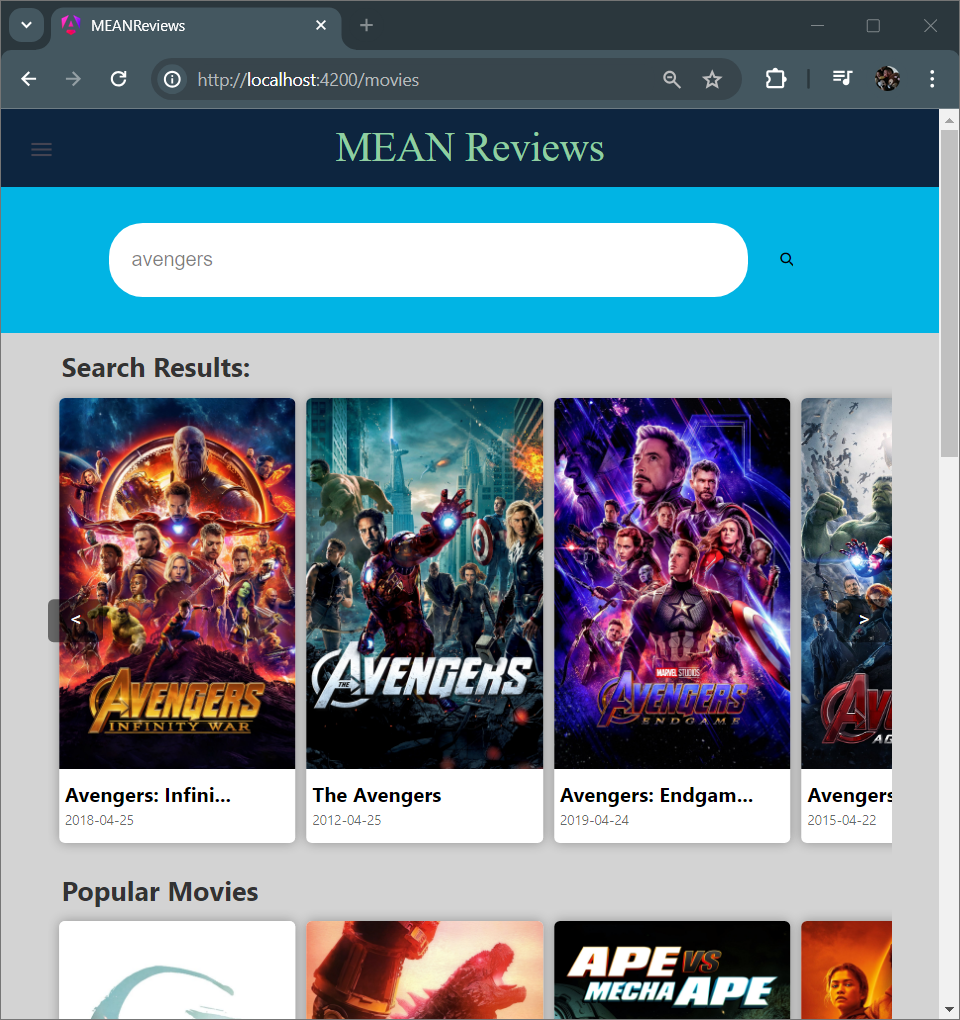 MEANReviews
http://localhost:4200/movies
MEAN Reviews
avengers
Search Results:
AVENGERS
INFINITY WAR
THE AVENGERS
MARVEL STUDIOS
AVENGERS
ENDGAME
AV
AG
<
>
Avengers: Infini...
2018-04-25
The Avengers
2012-04-25
Avengers: Endgam...
2019-04-24
Avengers
2015-04-22
Popular Movies
APE VS
MECHA APE